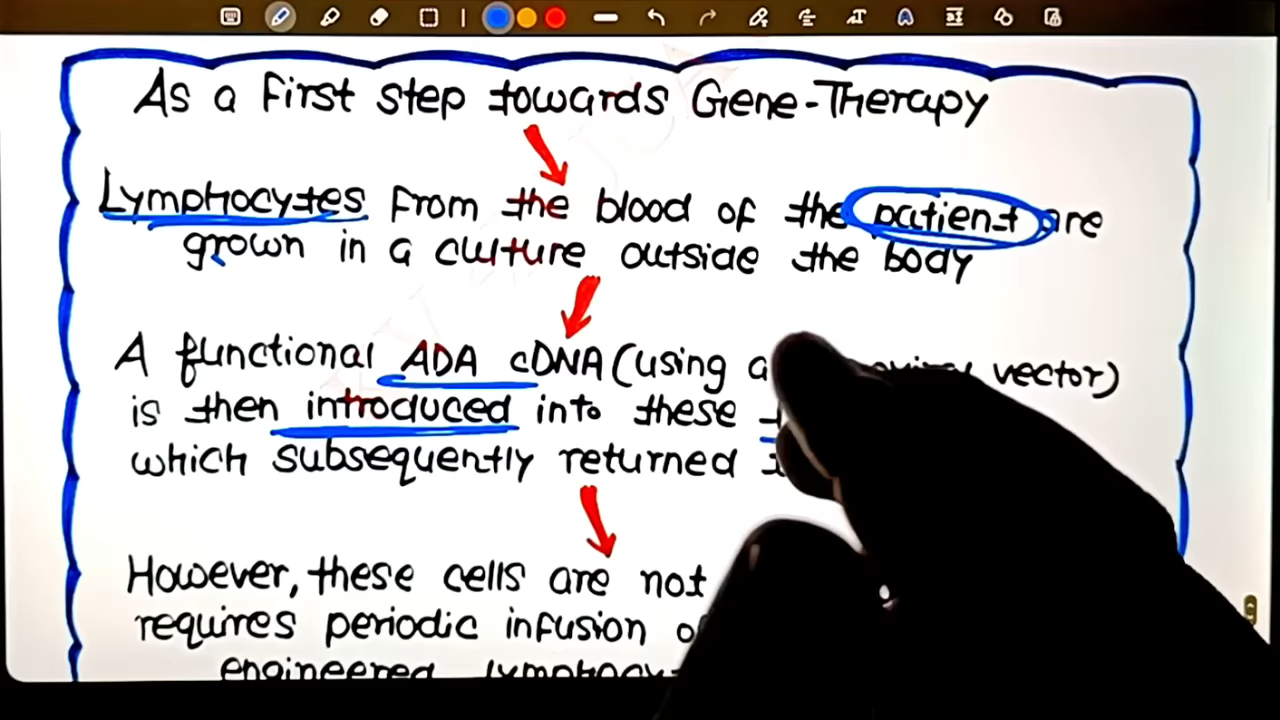 As a first step towards Gene-Therapy
Lymphocytes from the blood of the patient are
grown in a culture outside the body
A functional ADA cDNA (using a vector)
is then introduced into these
which subsequently returned
However, these cells are not
requires periodic infusion
engineered